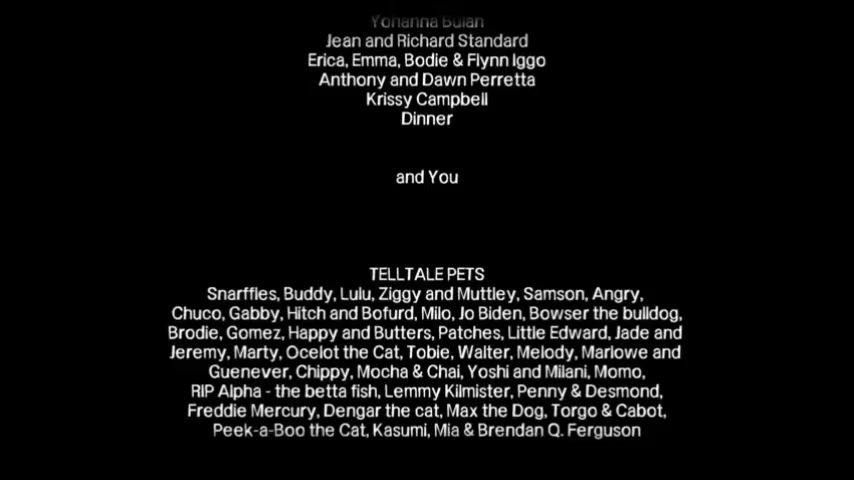 Yohanna Bulan
Jean and Richard Standard
Erica, Emma, Bodie & Flynn Iggo
Anthony and Dawn Perretta
Krissy Campbell
Dinner
and You
TELLTALE PETS
Snarffles, Buddy, Lulu, Ziggy and Muttley, Samson, Angry,
Chuco, Gabby, Hitch and Bofurd, Milo, Jo Biden, Bowser the bulldog,
Brodie, Gomez, Happy and Butters, Patches, Little Edward, Jade and
Jeremy, Marty, Ocelot the Cat, Tobie, Walter, Melody, Marlowe and
Guenever, Chippy, Mocha & Chai, Yoshi and Milani, Momo,
RIP Alpha - the betta fish, Lemmy Kilmister, Penny & Desmond,
Freddie Mercury, Dengar the cat, Max the Dog, Torgo & Cabot,
Peek-a-Boo the Cat, Kasumi, Mia & Brendan Q. Ferguson